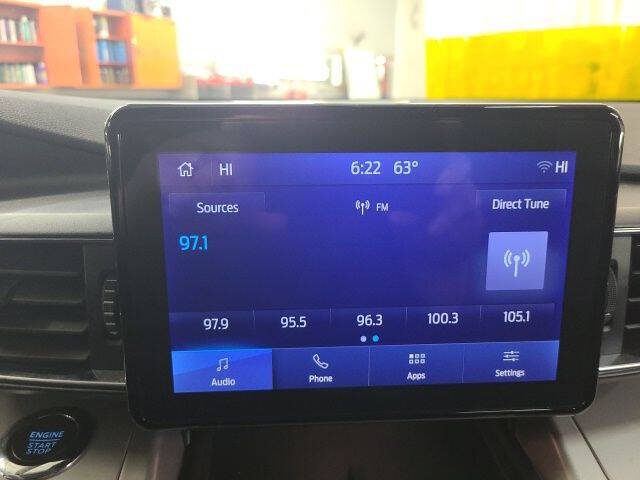 HI 6:22 63° HI
Sources FM Direct Tune
97.1
97.9 95.5 96.3 100.3 105.1
Audio Phone Apps Settings
ENGINE
START
STOP